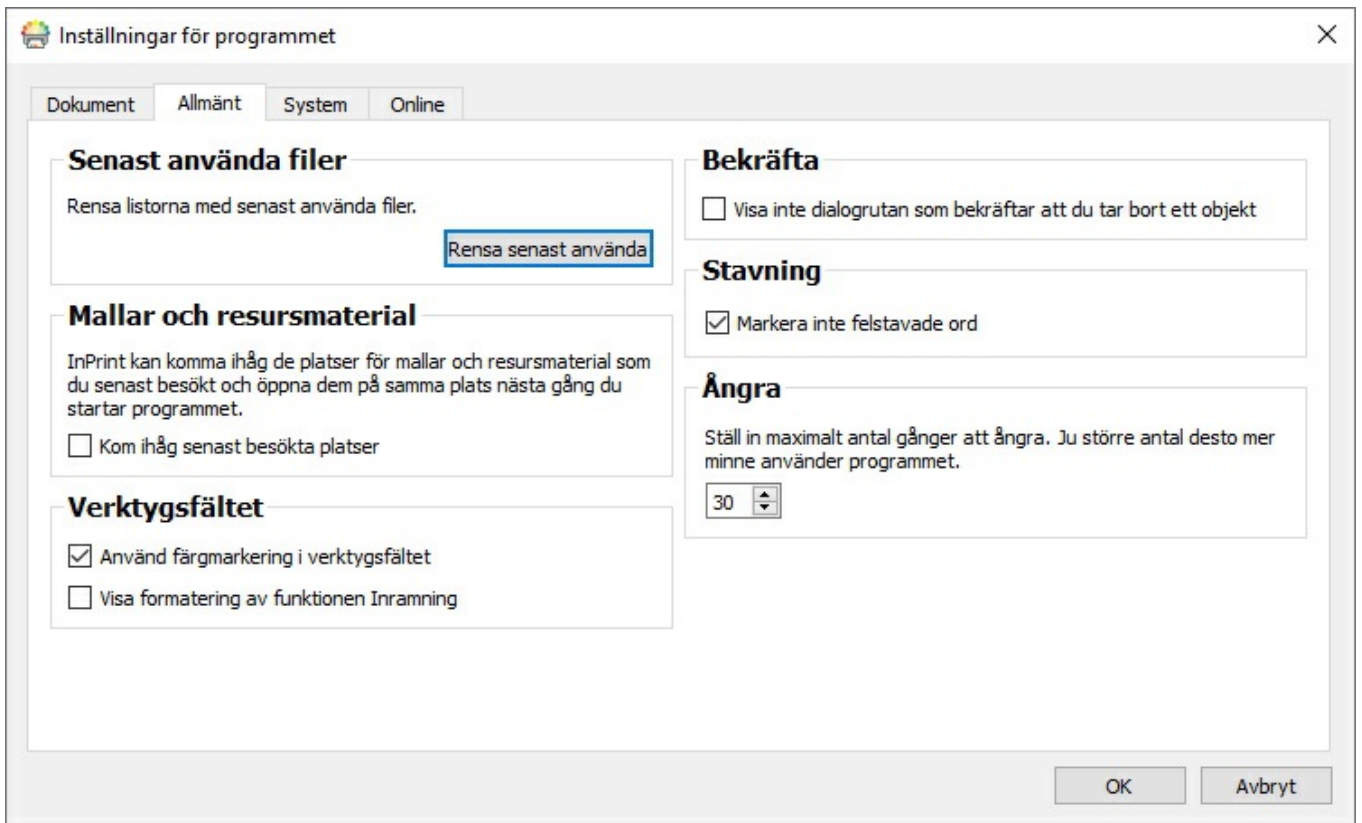 Inställningar för programmet
Dokument
Allmänt
System
Online
Senast använda filer
Rensa listorna med senast använda filer.
Rensa senast använda
Mallar och resursmaterial
InPrint kan komma ihåg de platser för mallar och resursmaterial som
du senast besökt och öppna dem på samma plats nästa gång du
startar programmet.
Kom ihåg senast besökta platser
Verktygsfältet
Använd färgmarkering i verktygsfältet
Visa formatering av funktionen Inramning
Bekräfta
Visa inte dialogrutan som bekräftar att du tar bort ett objekt
Stavning
Markera inte felstavade ord
Ångra
Ställ in maximalt antal gånger att ångra. Ju större antal desto mer
minne använder programmet.
30
OK
Avbryt